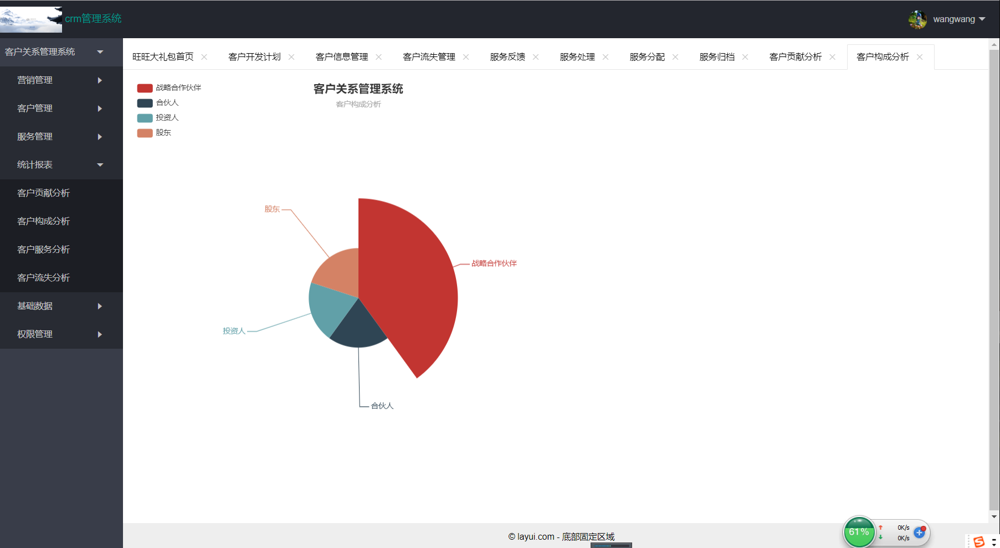 crm管理系统
wangwang
客户关系管理系统
营销管理
客户管理
服务管理
统计报表
客户贡献分析
客户构成分析
客户服务分析
客户流失分析
基础数据
权限管理
旺旺大礼包首页 客户开发计划 客户信息管理 客户流失管理 服务反馈 服务处理 服务分配 服务归档 客户贡献分析 客户构成分析
战略合作伙伴
合伙人
投资人
股东
客户关系管理系统
客户构成分析
股东
战略合作伙伴
投资人
合伙人
© layui.com - 底部固定区域
61%
0K/s
0K/s